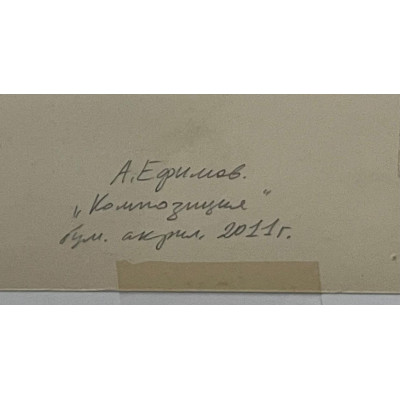 А. Ефимов.
„Композиция"
бум. акрил, 2011г.